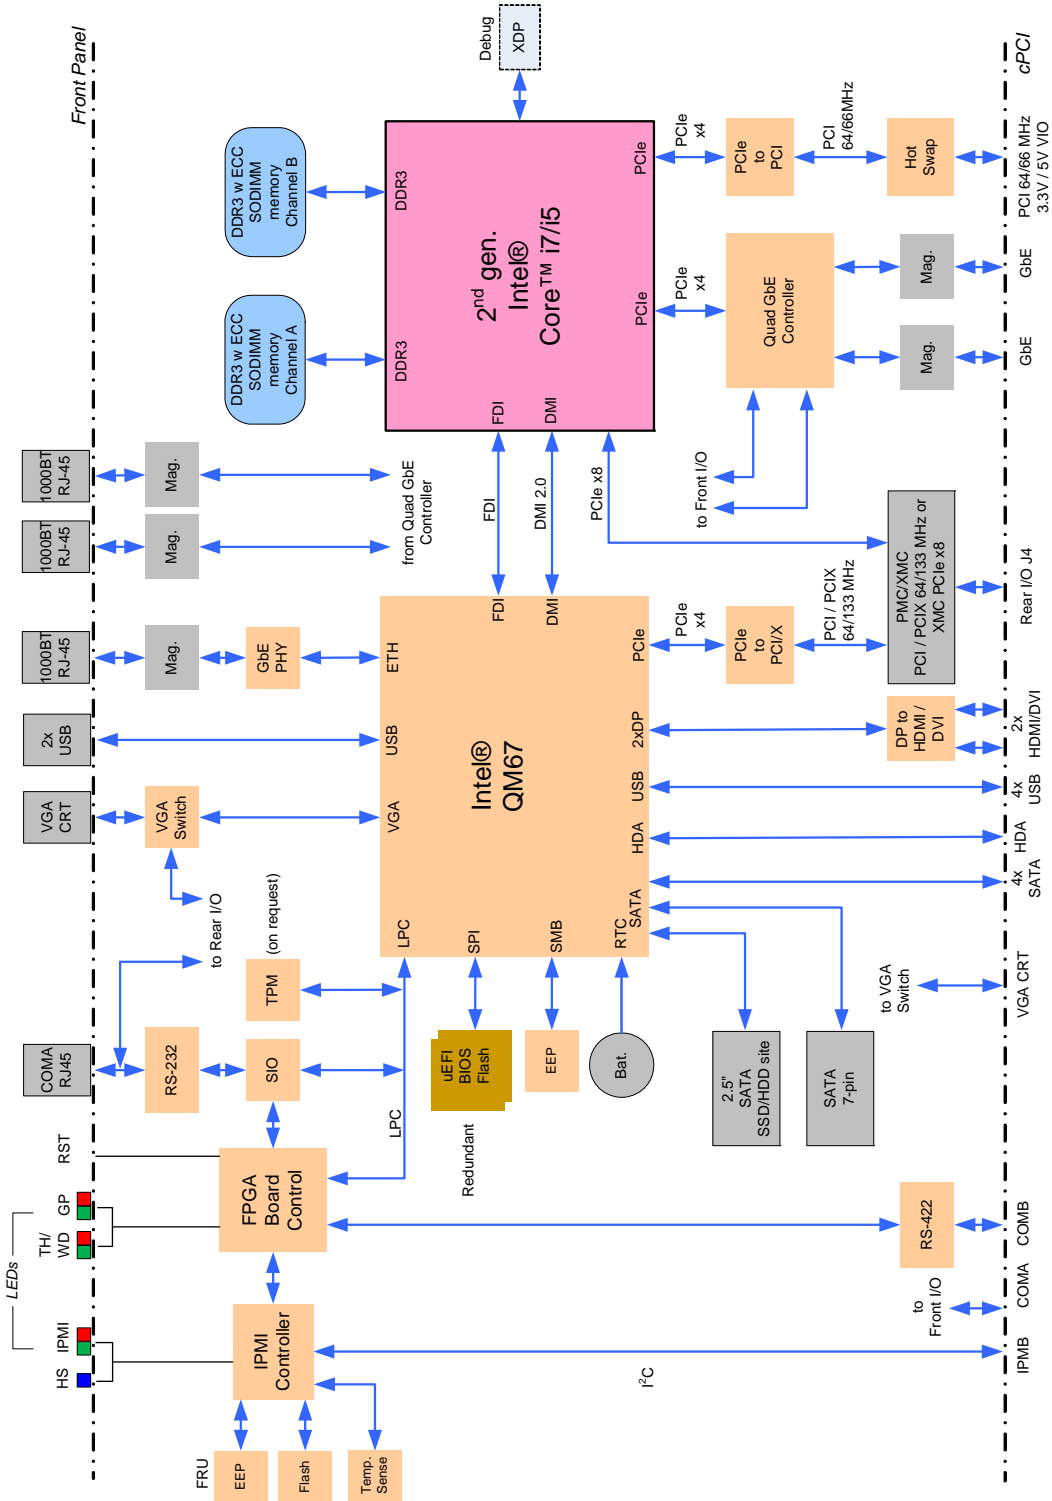 Front Panel
LEDs
HS
IPMI
TH/
WD
GP
RST
COMA
RJ45
VGA
CRT
2x
USB
1000BT
RJ-45
1000BT
RJ-45
1000BT
RJ-45
RS-232
to Rear I/O
VGA
Switch
Mag.
Mag.
Mag.
FRU
EEP
Flash
Temp.
Sense
IPMI
Controller
FPGA
Board
Control
SIO
TPM
(on request)
GbE
PHY
DDR3 w ECC
SODIMM
memory
Channel A
DDR3 w ECC
SODIMM
memory
Channel B
from Quad GbE
Controller
LPC
LPC
VGA
USB
ETH
DDR3
DDR3
Redundant
uEFI
BIOS
Flash
SPI
Intel®
QM67
FDI
FDI
FDI
2nd gen.
Intel®
Core™ i7/i5
Debug
XDP
EEP
SMB
DMI
DMI 2.0
DMI
Bat.
RTC
SATA
HDA
USB
2xDP
PCIe
PCIe x8
PCIe
PCIe
I²C
PCIe
x4
PCIe
x4
PCIe
x4
2.5"
SATA
SSD/HDD site
SATA
7-pin
PCIe
to
PCI/X
to Front I/O
Quad GbE
Controller
PCIe
to
PCI
PCI / PCIX
64/133 MHz
PCI
64/66MHz
to
Front I/O
RS-422
to VGA
Switch
DP to
HDMI /
DVI
PMC/XMC
PCI / PCIX 64/133 MHz or
XMC PCIe x8
Mag.
Mag.
Hot
Swap
IPMB
COMA
COMB
VGA CRT
4x
SATA
HDA
4x
USB
2x
HDMI/DVI
Rear I/O J4
GbE
GbE
PCI 64/66 MHz
3.3V / 5V VIO
cPCI